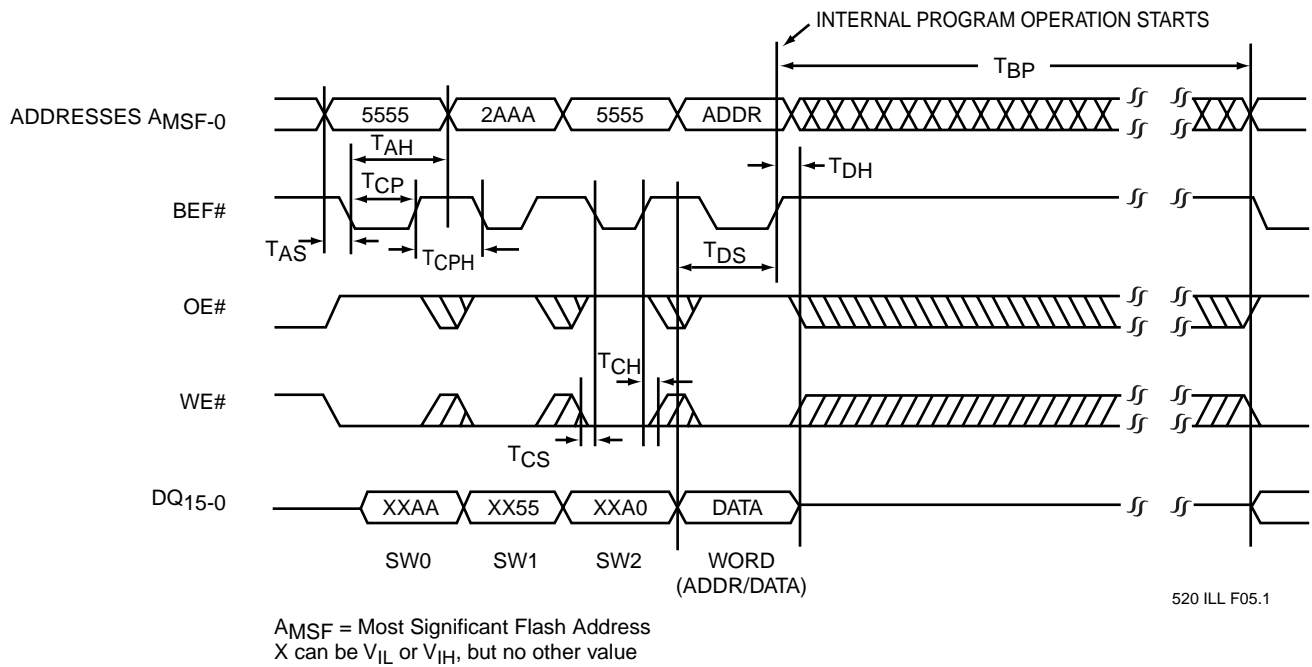 INTERNAL PROGRAM OPERATION STARTS
TBP
ADDRESSES AMSF-0
5555
2AAA
5555
ADDR
TAH
TDH
TCP
BEF#
TAS
TCPH
TDS
OE#
TCH
WE#
TCS
DQ15-0
XXAA
XX55
XXA0
DATA
SW0
SW1
SW2
WORD
(ADDR/DATA)
520 ILL F05.1
AMSF = Most Significant Flash Address
X can be VIL or VIH, but no other value